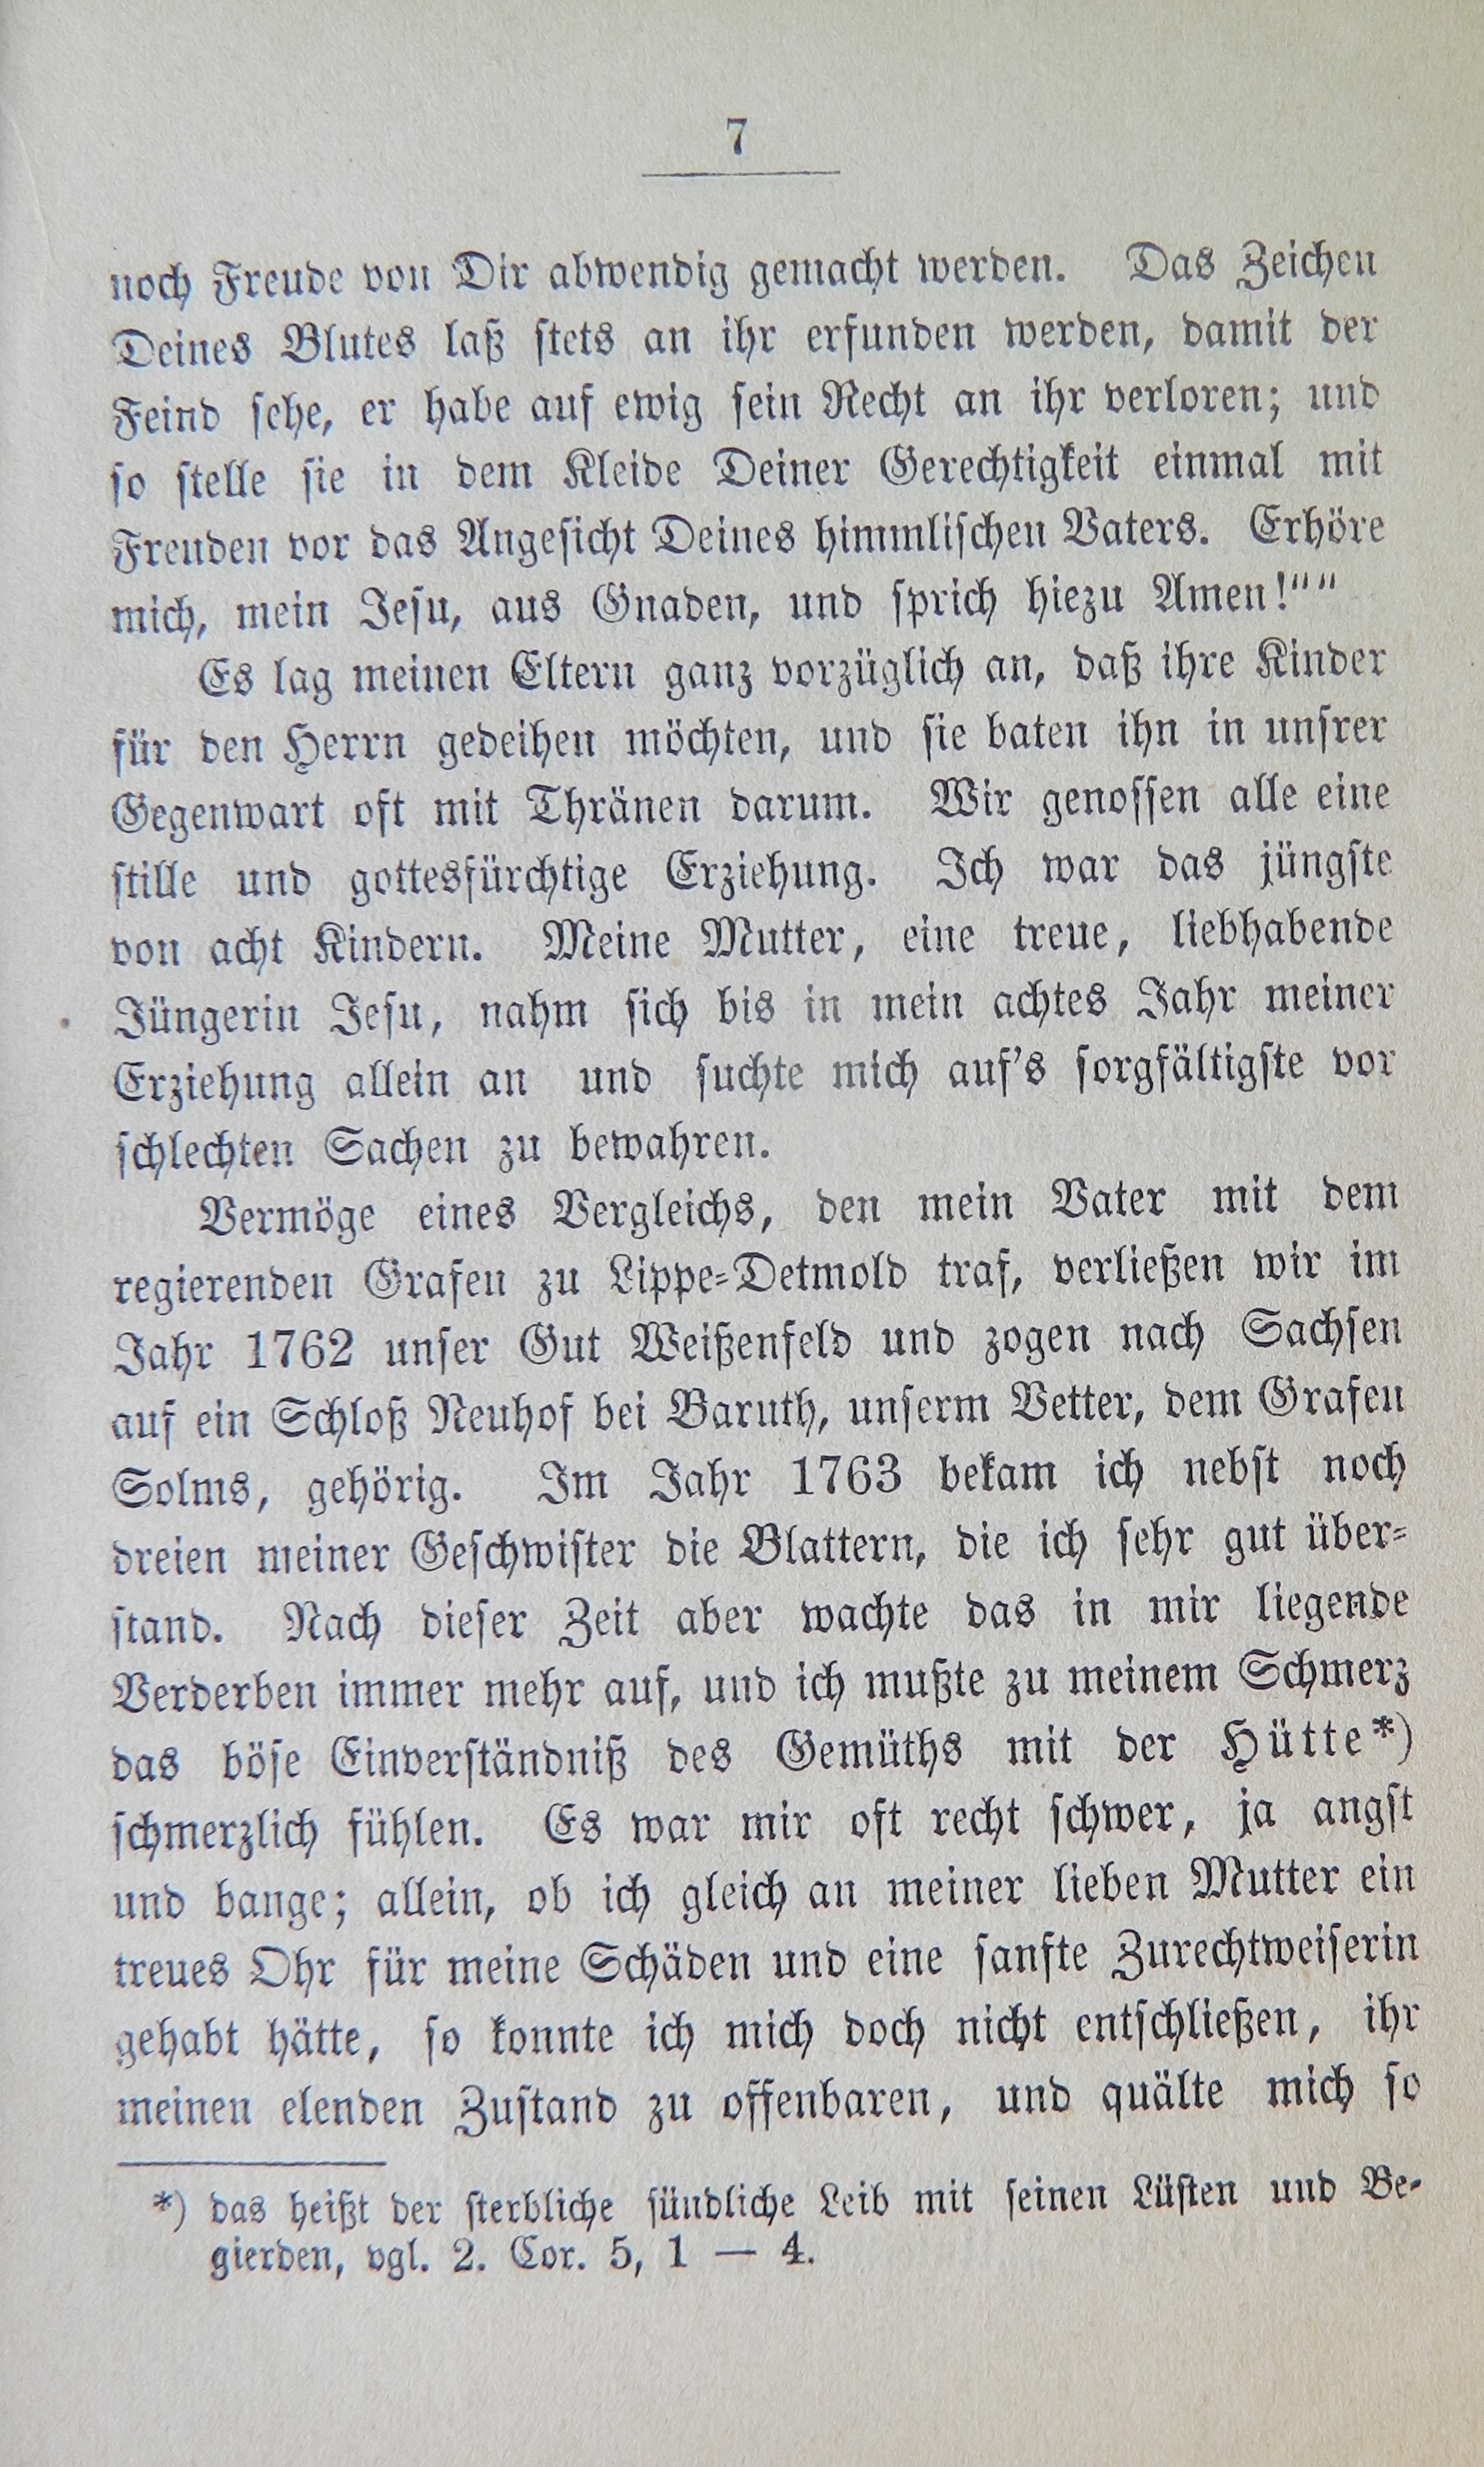 7
noch Freude von Dir abwendig gemacht werden. Das Zeichen
Deines Blutes laß stets an ihr erfunden werden, damit der
Feind sehe, er habe auf ewig sein Recht an ihr verloren; und
so stelle sie in dem Kleide Deiner Gerechtigkeit einmal mit
Freuden vor das Angesicht Deines himmlischen Vaters. Erhöre
mich, mein Jesu, aus Gnaden, und sprich hiezu Amen!““
Es lag meinen Eltern ganz vorzüglich an, daß ihre Kinder
für den Herrn gedeihen möchten, und sie baten ihn in unsrer
Gegenwart oft mit Thränen darum. Wir genossen alle eine
stille und gottesfürchtige Erziehung. Ich war das jüngste
von acht Kindern. Meine Mutter, eine treue, liebhabende
Jüngerin Jesu, nahm sich bis in mein achtes Jahr meiner
Erziehung allein an und suchte mich auf's sorgfältigste vor
schlechten Sachen zu bewahren.
Vermöge eines Vergleichs, den mein Vater mit dem
regierenden Grafen zu Lippe=Detmold traf, verließen wir im
Jahr 1762 unser Gut Weißenfeld und zogen nach Sachsen
auf ein Schloß Neuhof bei Baruth, unserm Vetter, dem Grafen
Solms, gehörig. Im Jahr 1763 bekam ich nebst noch
dreien meiner Geschwister die Blattern, die ich sehr gut über=
stand. Nach dieser Zeit aber wachte das in mir liegende
Verderben immer mehr auf, und ich mußte zu meinem Schmerz
das böse Einverständniß des Gemüths mit der Hütte*)
schmerzlich fühlen. Es war mir oft recht schwer, ja angst
und bange; allein, ob ich gleich an meiner lieben Mutter ein
treues Ohr für meine Schäden und eine sanfte Zurechtweiserin
gehabt hätte, so konnte ich mich doch nicht entschließen, ihr
meinen elenden Zustand zu offenbaren, und quälte mich so
*) das heißt der sterbliche sündliche Leib mit seinen Lüsten und Be=
gierden, vgl. 2. Cor. 5, 1 — 4.